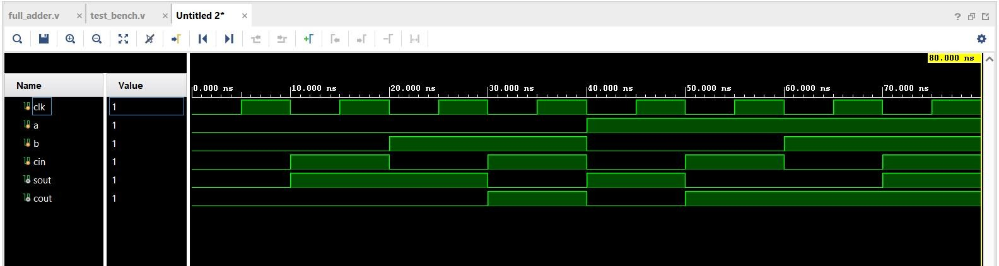 full_adder.v × test_bench.v × Untitled 2* ×
?
80.000 ns
Name Value
0.000 ns 10.000 ns 20.000 ns 30.000 ns 40.000 ns 50.000 ns 60.000 ns 70.000 ns
clk 1
a 1
b 1
cin 1
sout 1
cout 1